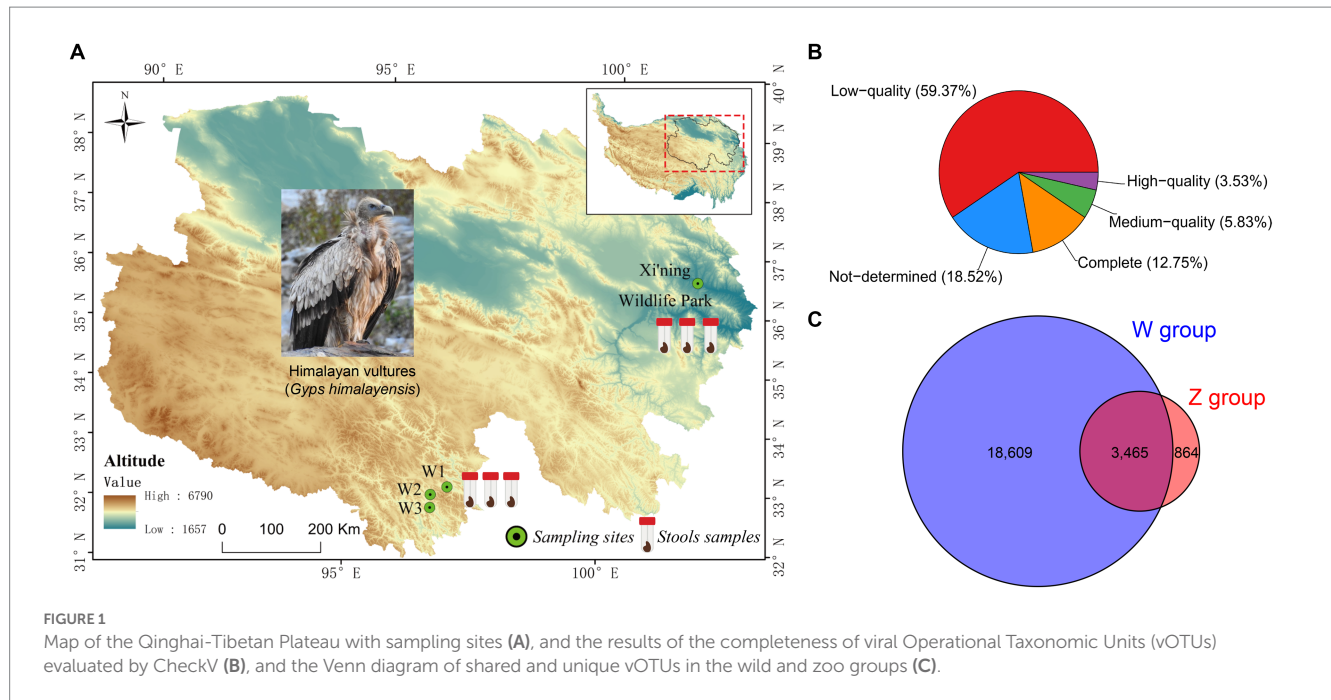 A
90° E
95° E
100° E
N
38° N
37° N
36° N
35° N
34° N
33° N
32° N
31° N
40° N
39° N
38° N
37° N
36° N
35° N
34° N
33° N
32° N
Xi'ning
Wildlife Park
Himalayan vultures
(Gyps himalayensis)
W1
W2
W3
Altitude
Value
High : 6790
Low : 1657
0 100 200 Km
Sampling sites
Stools samples
95° E
100° E
B
Low-quality (59.37%)
High-quality (3.53%)
Medium-quality (5.83%)
Complete (12.75%)
Not-determined (18.52%)
C
W group
Z group
18,609
3,465
864
FIGURE 1
Map of the Qinghai-Tibetan Plateau with sampling sites (A), and the results of the completeness of viral Operational Taxonomic Units (vOTUs)
evaluated by CheckV (B), and the Venn diagram of shared and unique vOTUs in the wild and zoo groups (C).